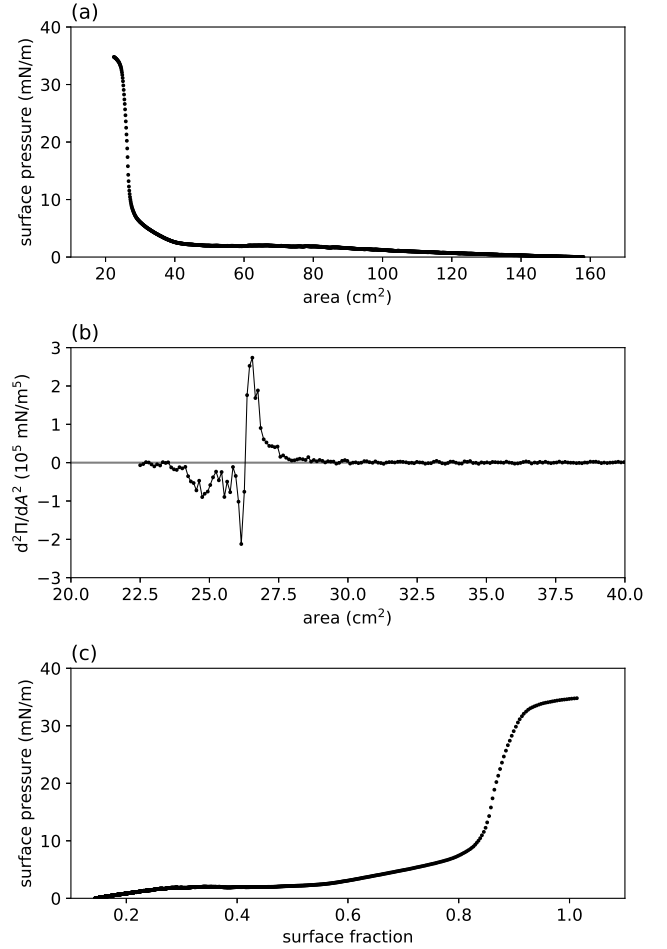 (a)
40
30
20
10
0
surface pressure (mN/m)
20 40 60 80 100 120 140 160
area (cm²)
(b)
3
2
1
0
−1
−2
−3
d²Π/dA² (10⁵ mN/m⁵)
20.0 22.5 25.0 27.5 30.0 32.5 35.0 37.5 40.0
area (cm²)
(c)
40
30
20
10
0
surface pressure (mN/m)
0.2 0.4 0.6 0.8 1.0
surface fraction